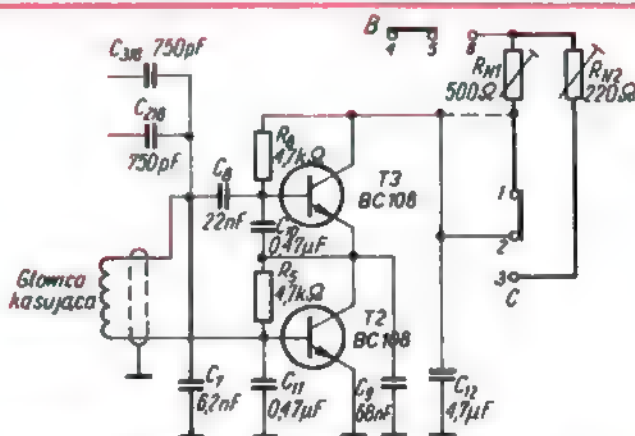 C318 750pF
C218
750pF
C8
22nF
R6
4,7kΩ
T3
BC108
C10
0,47µF
R5
4,7kΩ
T2
BC108
Głowica
kasująca
C7
6,2nF
C11
0,47µF
C9
68nF
C12
4,7µF
B
4 5 6
RN1
500Ω
RN2
220Ω
1
2
3
C